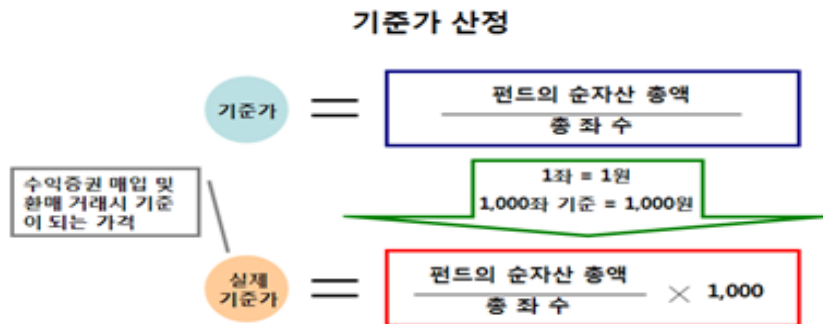 기준가 산정
기준가
=
펀드의 순자산 총액
총 좌 수
1좌 = 1원
1,000좌 기준 = 1,000원
수익증권 매입 및
환매 거래시 기준
이 되는 가격
실제
기준가
=
펀드의 순자산 총액
총 좌 수
× 1,000